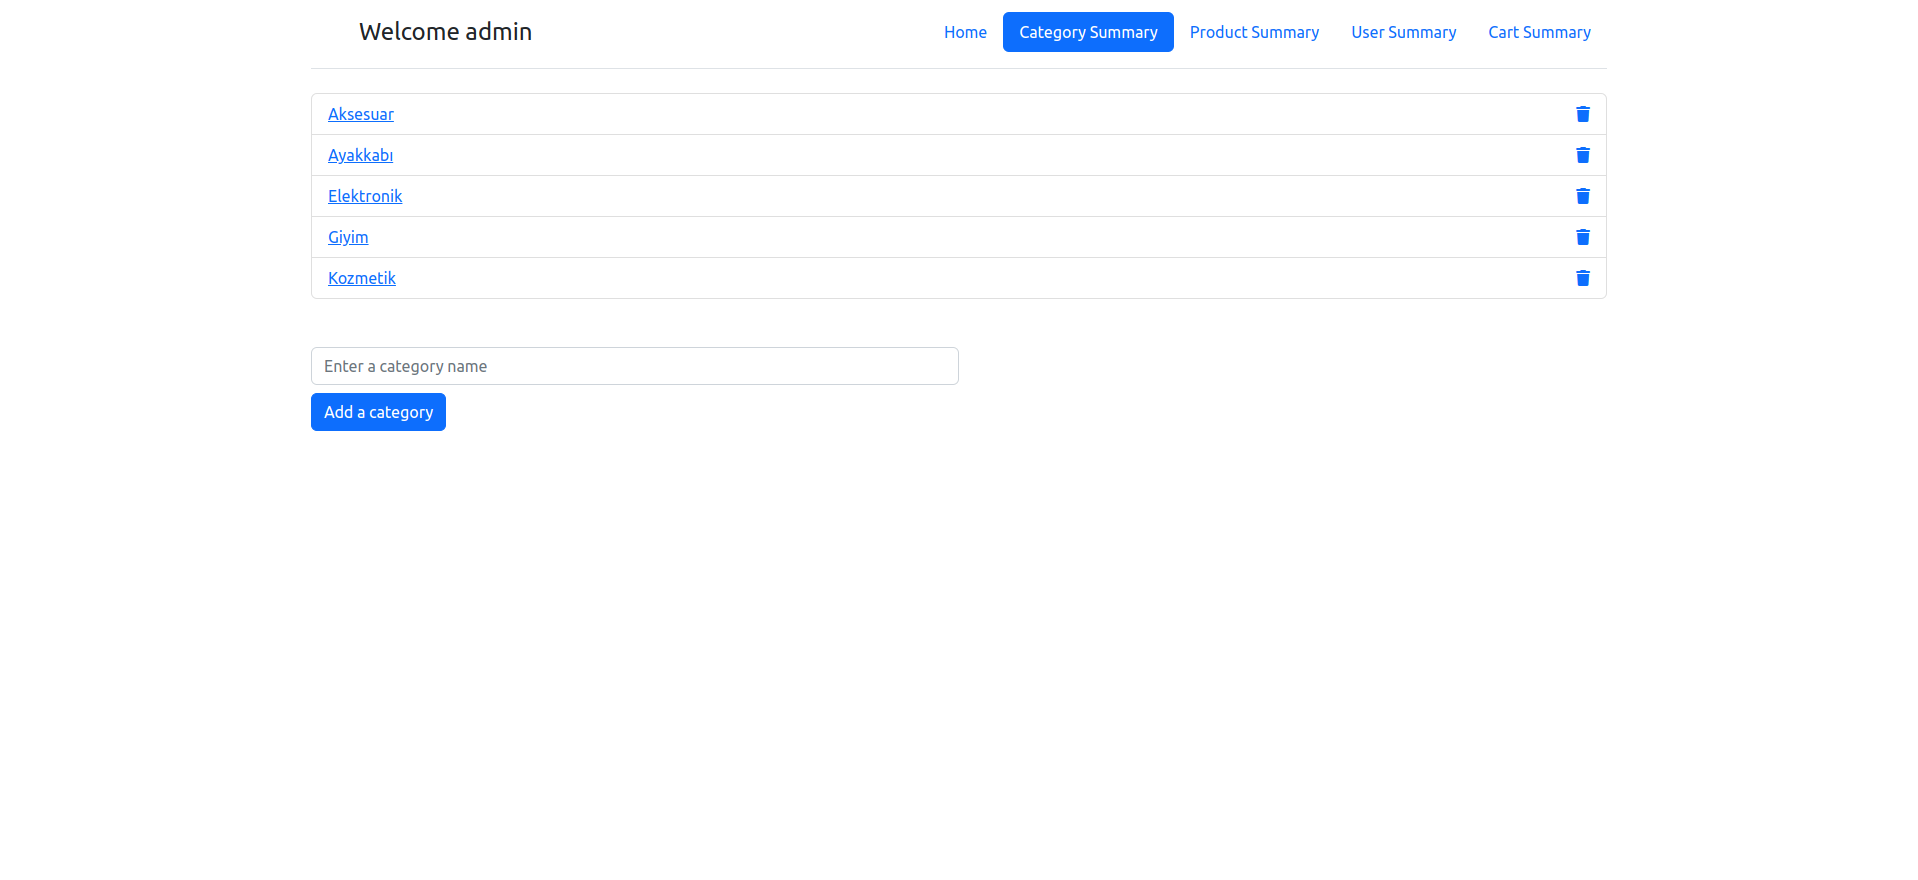 Welcome admin
Home Category Summary Product Summary User Summary Cart Summary
Aksesuar
Ayakkabı
Elektronik
Giyim
Kozmetik
Enter a category name
Add a category